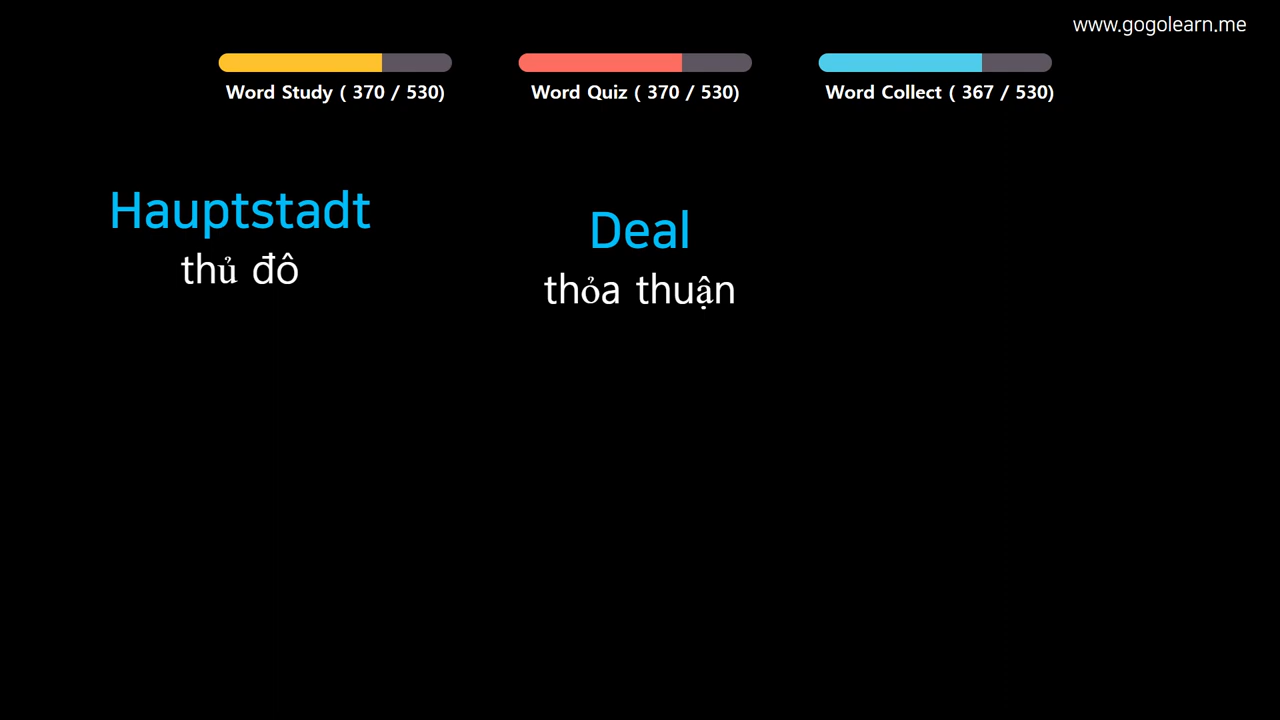 www.gogolearn.me
Word Study ( 370 / 530)
Word Quiz ( 370 / 530)
Word Collect ( 367 / 530)
Hauptstadt
thủ đô
Deal
thỏa thuận